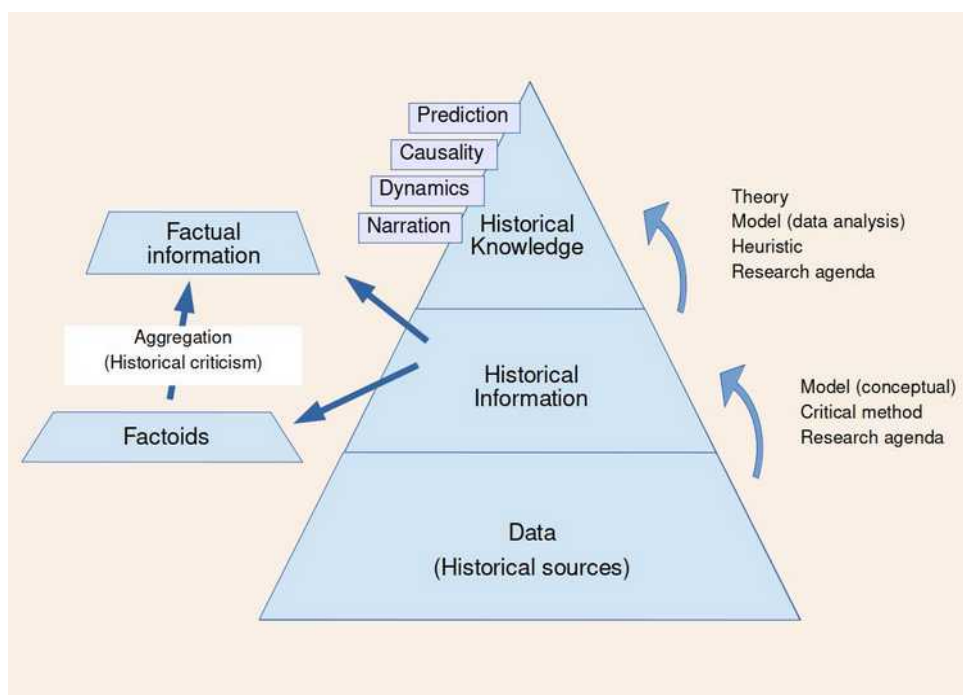 Prediction
Causality
Dynamics
Narration
Historical
Knowledge
Theory
Model (data analysis)
Heuristic
Research agenda
Factual
information
Aggregation
(Historical criticism)
Factoids
Historical
Information
Model (conceptual)
Critical method
Research agenda
Data
(Historical sources)